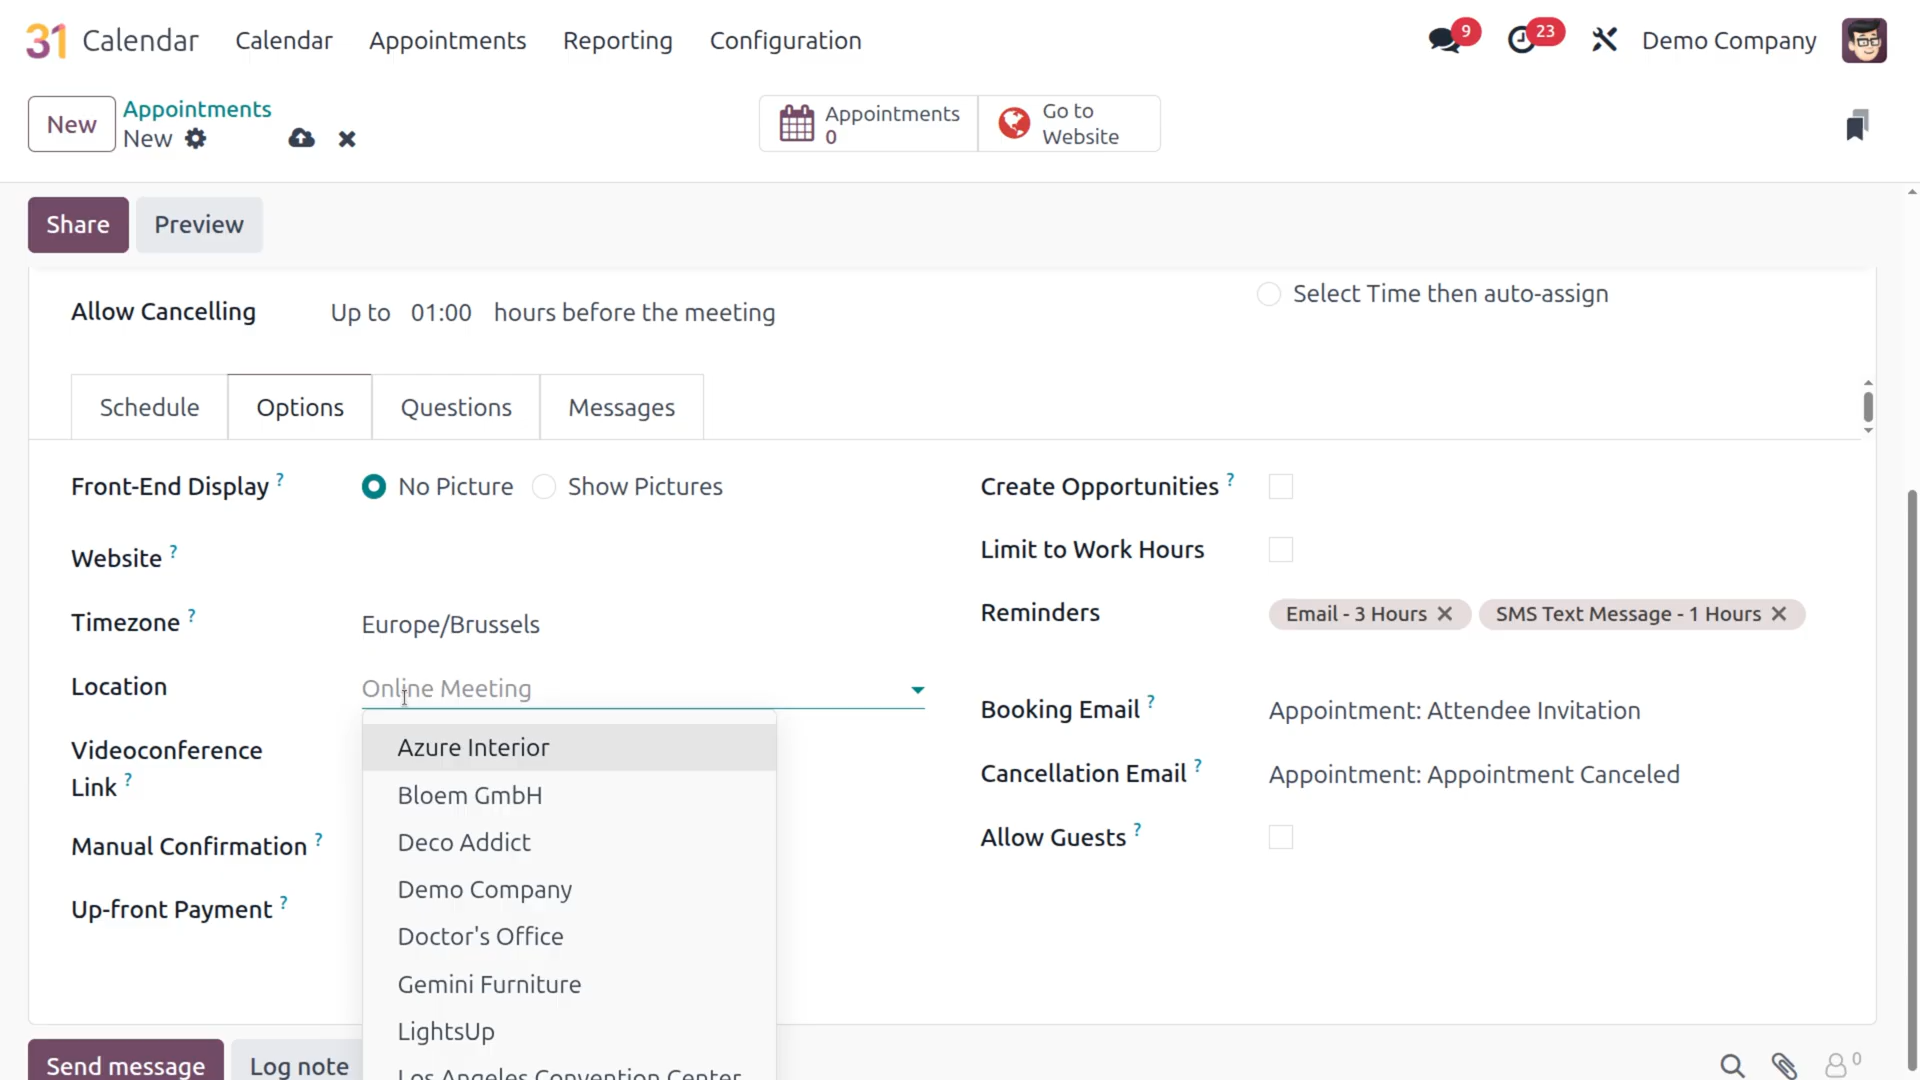 31 Calendar Calendar Appointments Reporting Configuration 9 23 Demo Company
New Appointments
New
Appointments 0
Go to Website
Share Preview
Allow Cancelling Up to 01:00 hours before the meeting
Select Time then auto-assign
Schedule Options Questions Messages
Front-End Display ? No Picture Show Pictures
Website ?
Timezone ? Europe/Brussels
Location Online Meeting
Videoconference
Link ?
Manual Confirmation ?
Up-front Payment ?
Azure Interior
Bloem GmbH
Deco Addict
Demo Company
Doctor's Office
Gemini Furniture
LightsUp
Los Angeles Convention Center
Create Opportunities ?
Limit to Work Hours
Reminders Email - 3 Hours SMS Text Message - 1 Hours
Booking Email ? Appointment: Attendee Invitation
Cancellation Email ? Appointment: Appointment Canceled
Allow Guests ?
Send message Log note 0